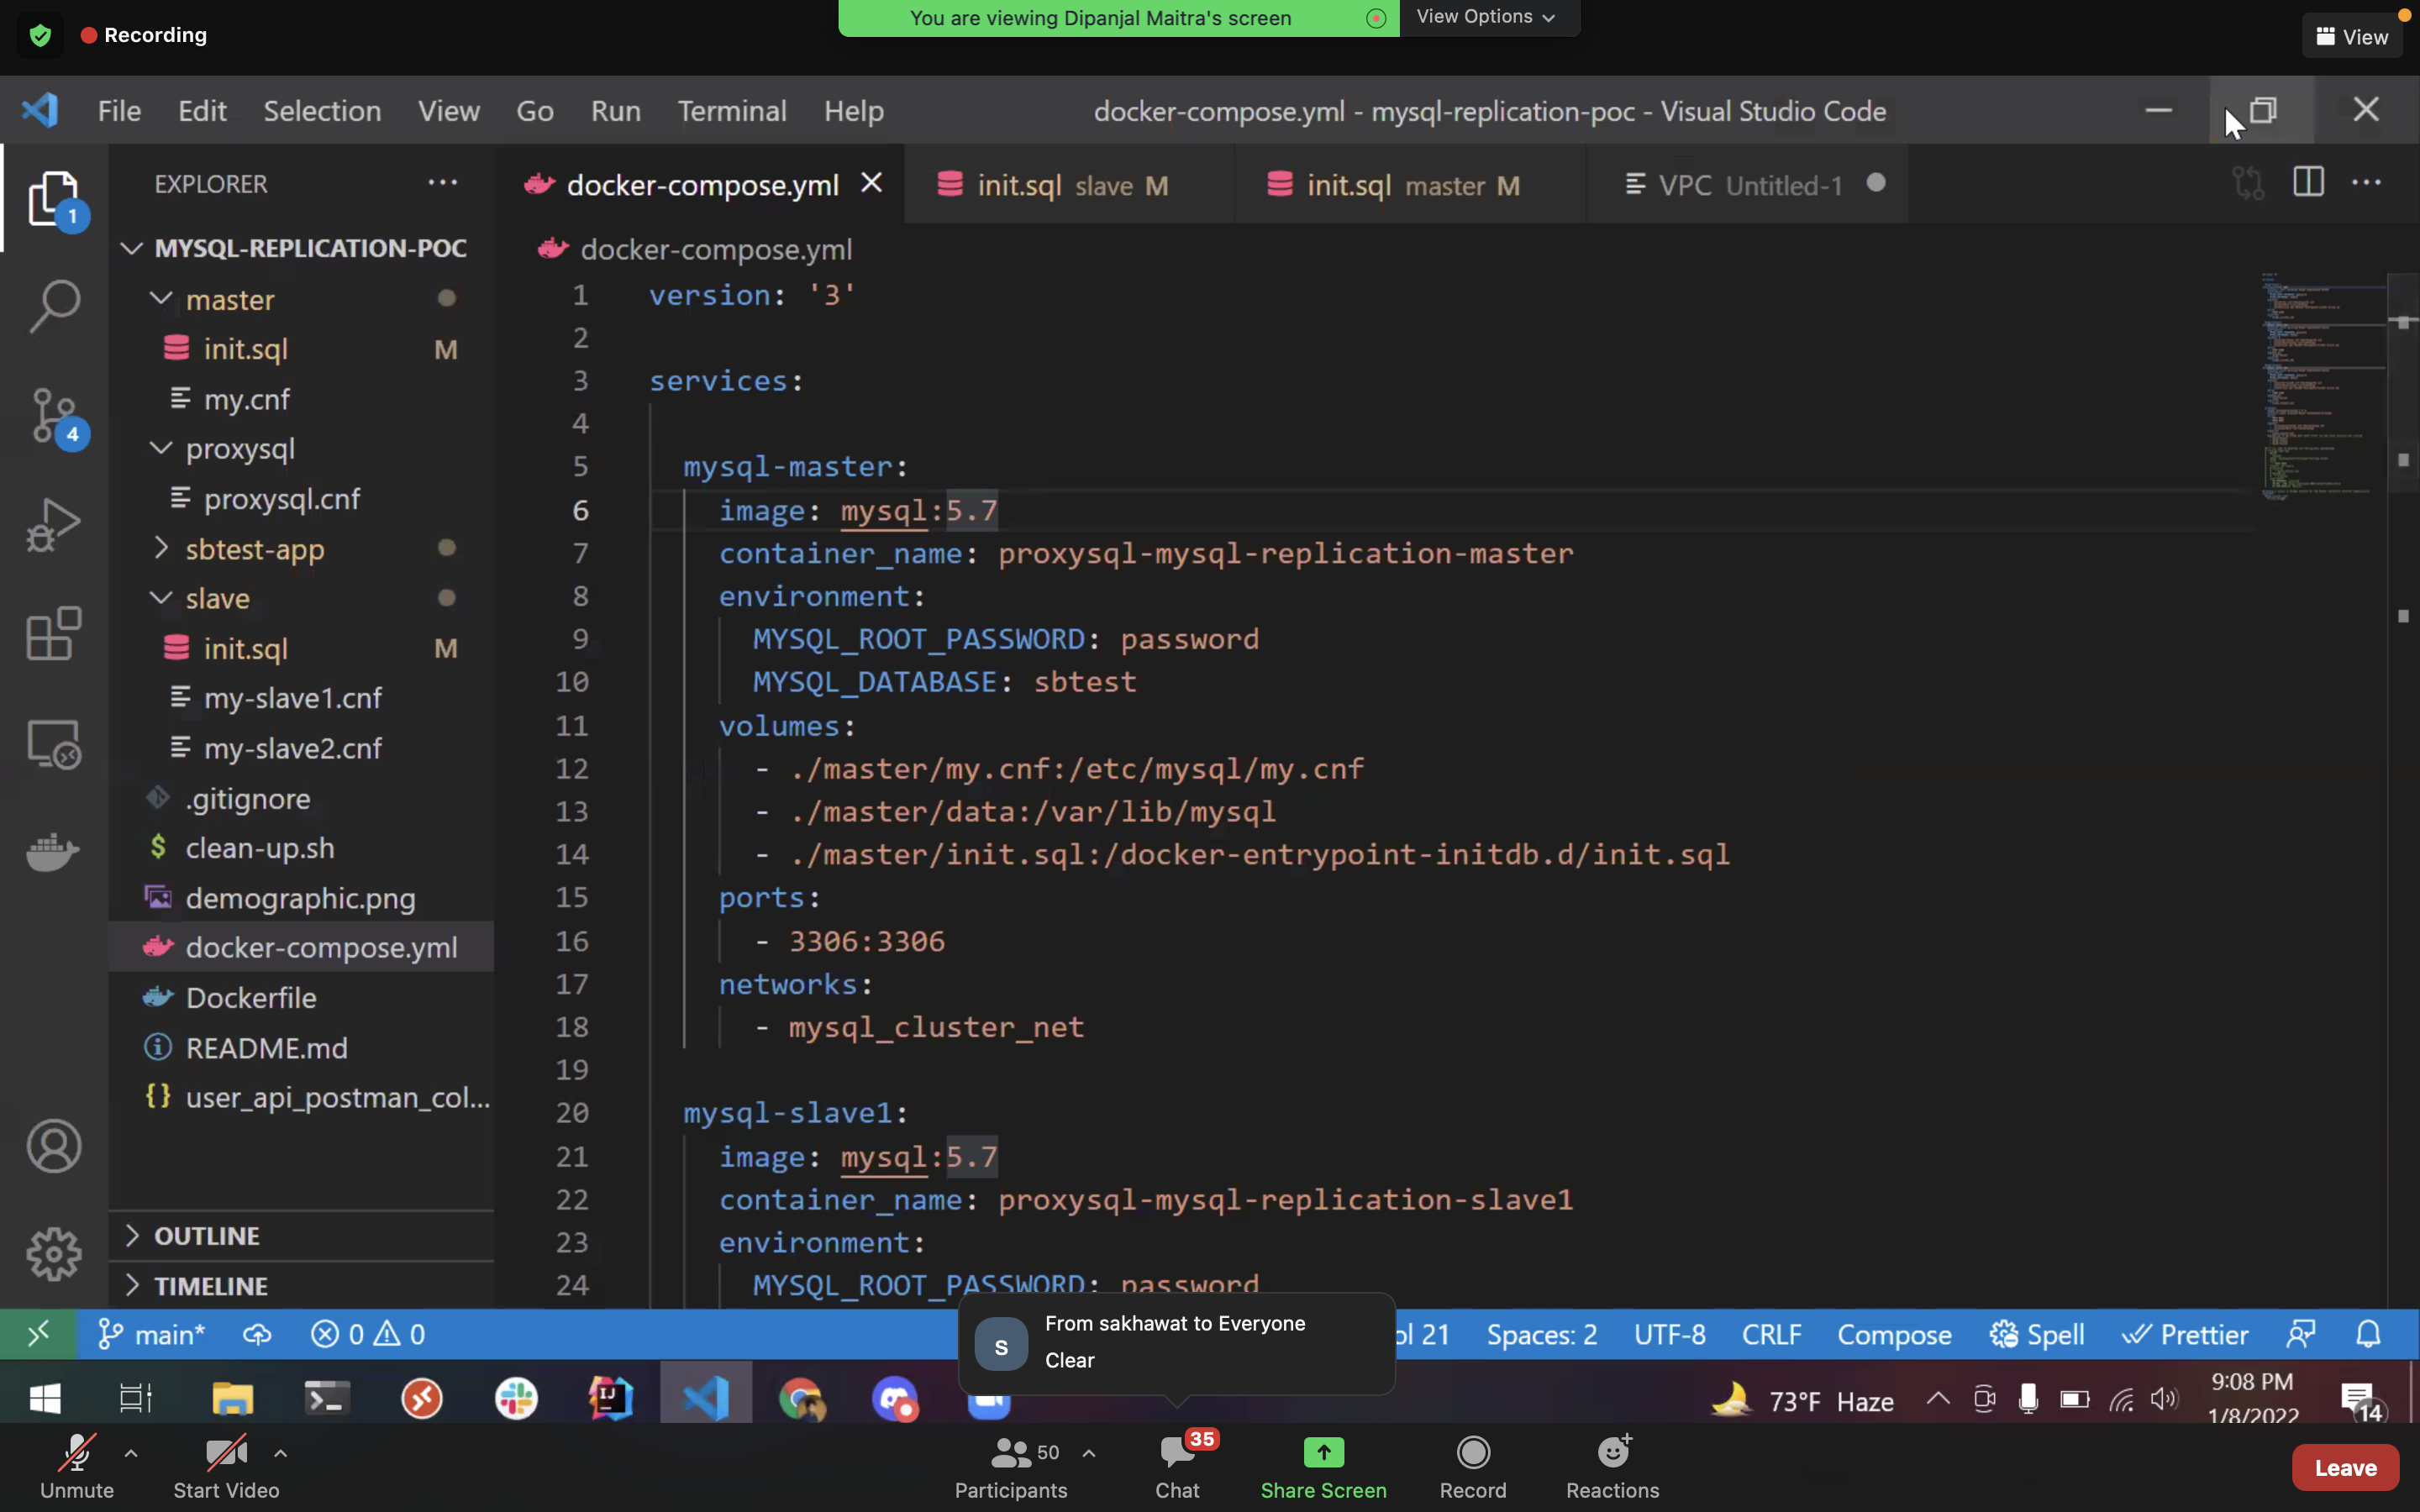 Recording
You are viewing Dipanjal Maitra's screen
View Options
View
File Edit Selection View Go Run Terminal Help
docker-compose.yml - mysql-replication-poc - Visual Studio Code
EXPLORER
1
4
MYSQL-REPLICATION-POC
master
init.sql M
my.cnf
proxysql
proxysql.cnf
sbtest-app
slave
init.sql M
my-slave1.cnf
my-slave2.cnf
.gitignore
clean-up.sh
demographic.png
docker-compose.yml
Dockerfile
README.md
user_api_postman_col...
OUTLINE
TIMELINE
docker-compose.yml
init.sql slave M
init.sql master M
VPC Untitled-1
docker-compose.yml
1 version: '3'
2
3 services:
4
5 mysql-master:
6 image: mysql:5.7
7 container_name: proxysql-mysql-replication-master
8 environment:
9 MYSQL_ROOT_PASSWORD: password
10 MYSQL_DATABASE: sbtest
11 volumes:
12 - ./master/my.cnf:/etc/mysql/my.cnf
13 - ./master/data:/var/lib/mysql
14 - ./master/init.sql:/docker-entrypoint-initdb.d/init.sql
15 ports:
16 - 3306:3306
17 networks:
18 - mysql_cluster_net
19
20 mysql-slave1:
21 image: mysql:5.7
22 container_name: proxysql-mysql-replication-slave1
23 environment:
24 MYSQL_ROOT_PASSWORD: password
main* 0 0
ol 21 Spaces: 2 UTF-8 CRLF Compose Spell Prettier
s
From sakhawat to Everyone
Clear
73°F Haze
9:08 PM
1/8/2022
14
Unmute
Start Video
50
Participants
35
Chat
Share Screen
Record
Reactions
Leave